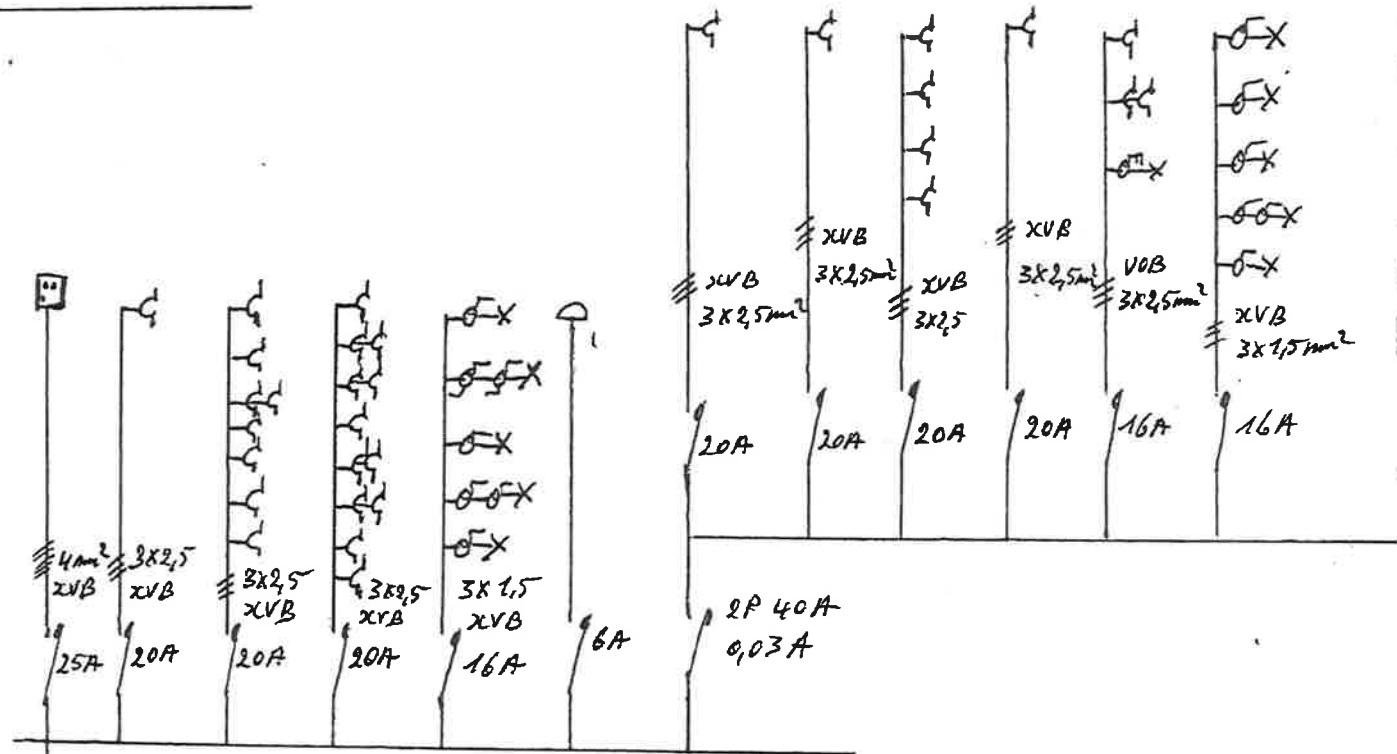 xVB
3x2,5mm²
xVB
3x2,5mm²
xVB
3x2,5
xVB
3x2,5mm²
VOB
3x2,5mm²
xVB
3x1,5mm²
20A
20A
20A
20A
16A
16A
4mm²
xVB
3x2,5
xVB
3x2,5
xVB
3x2,5
xVB
3x1,5
xVB
25A
20A
20A
20A
16A
6A
2P 40A
0,03A